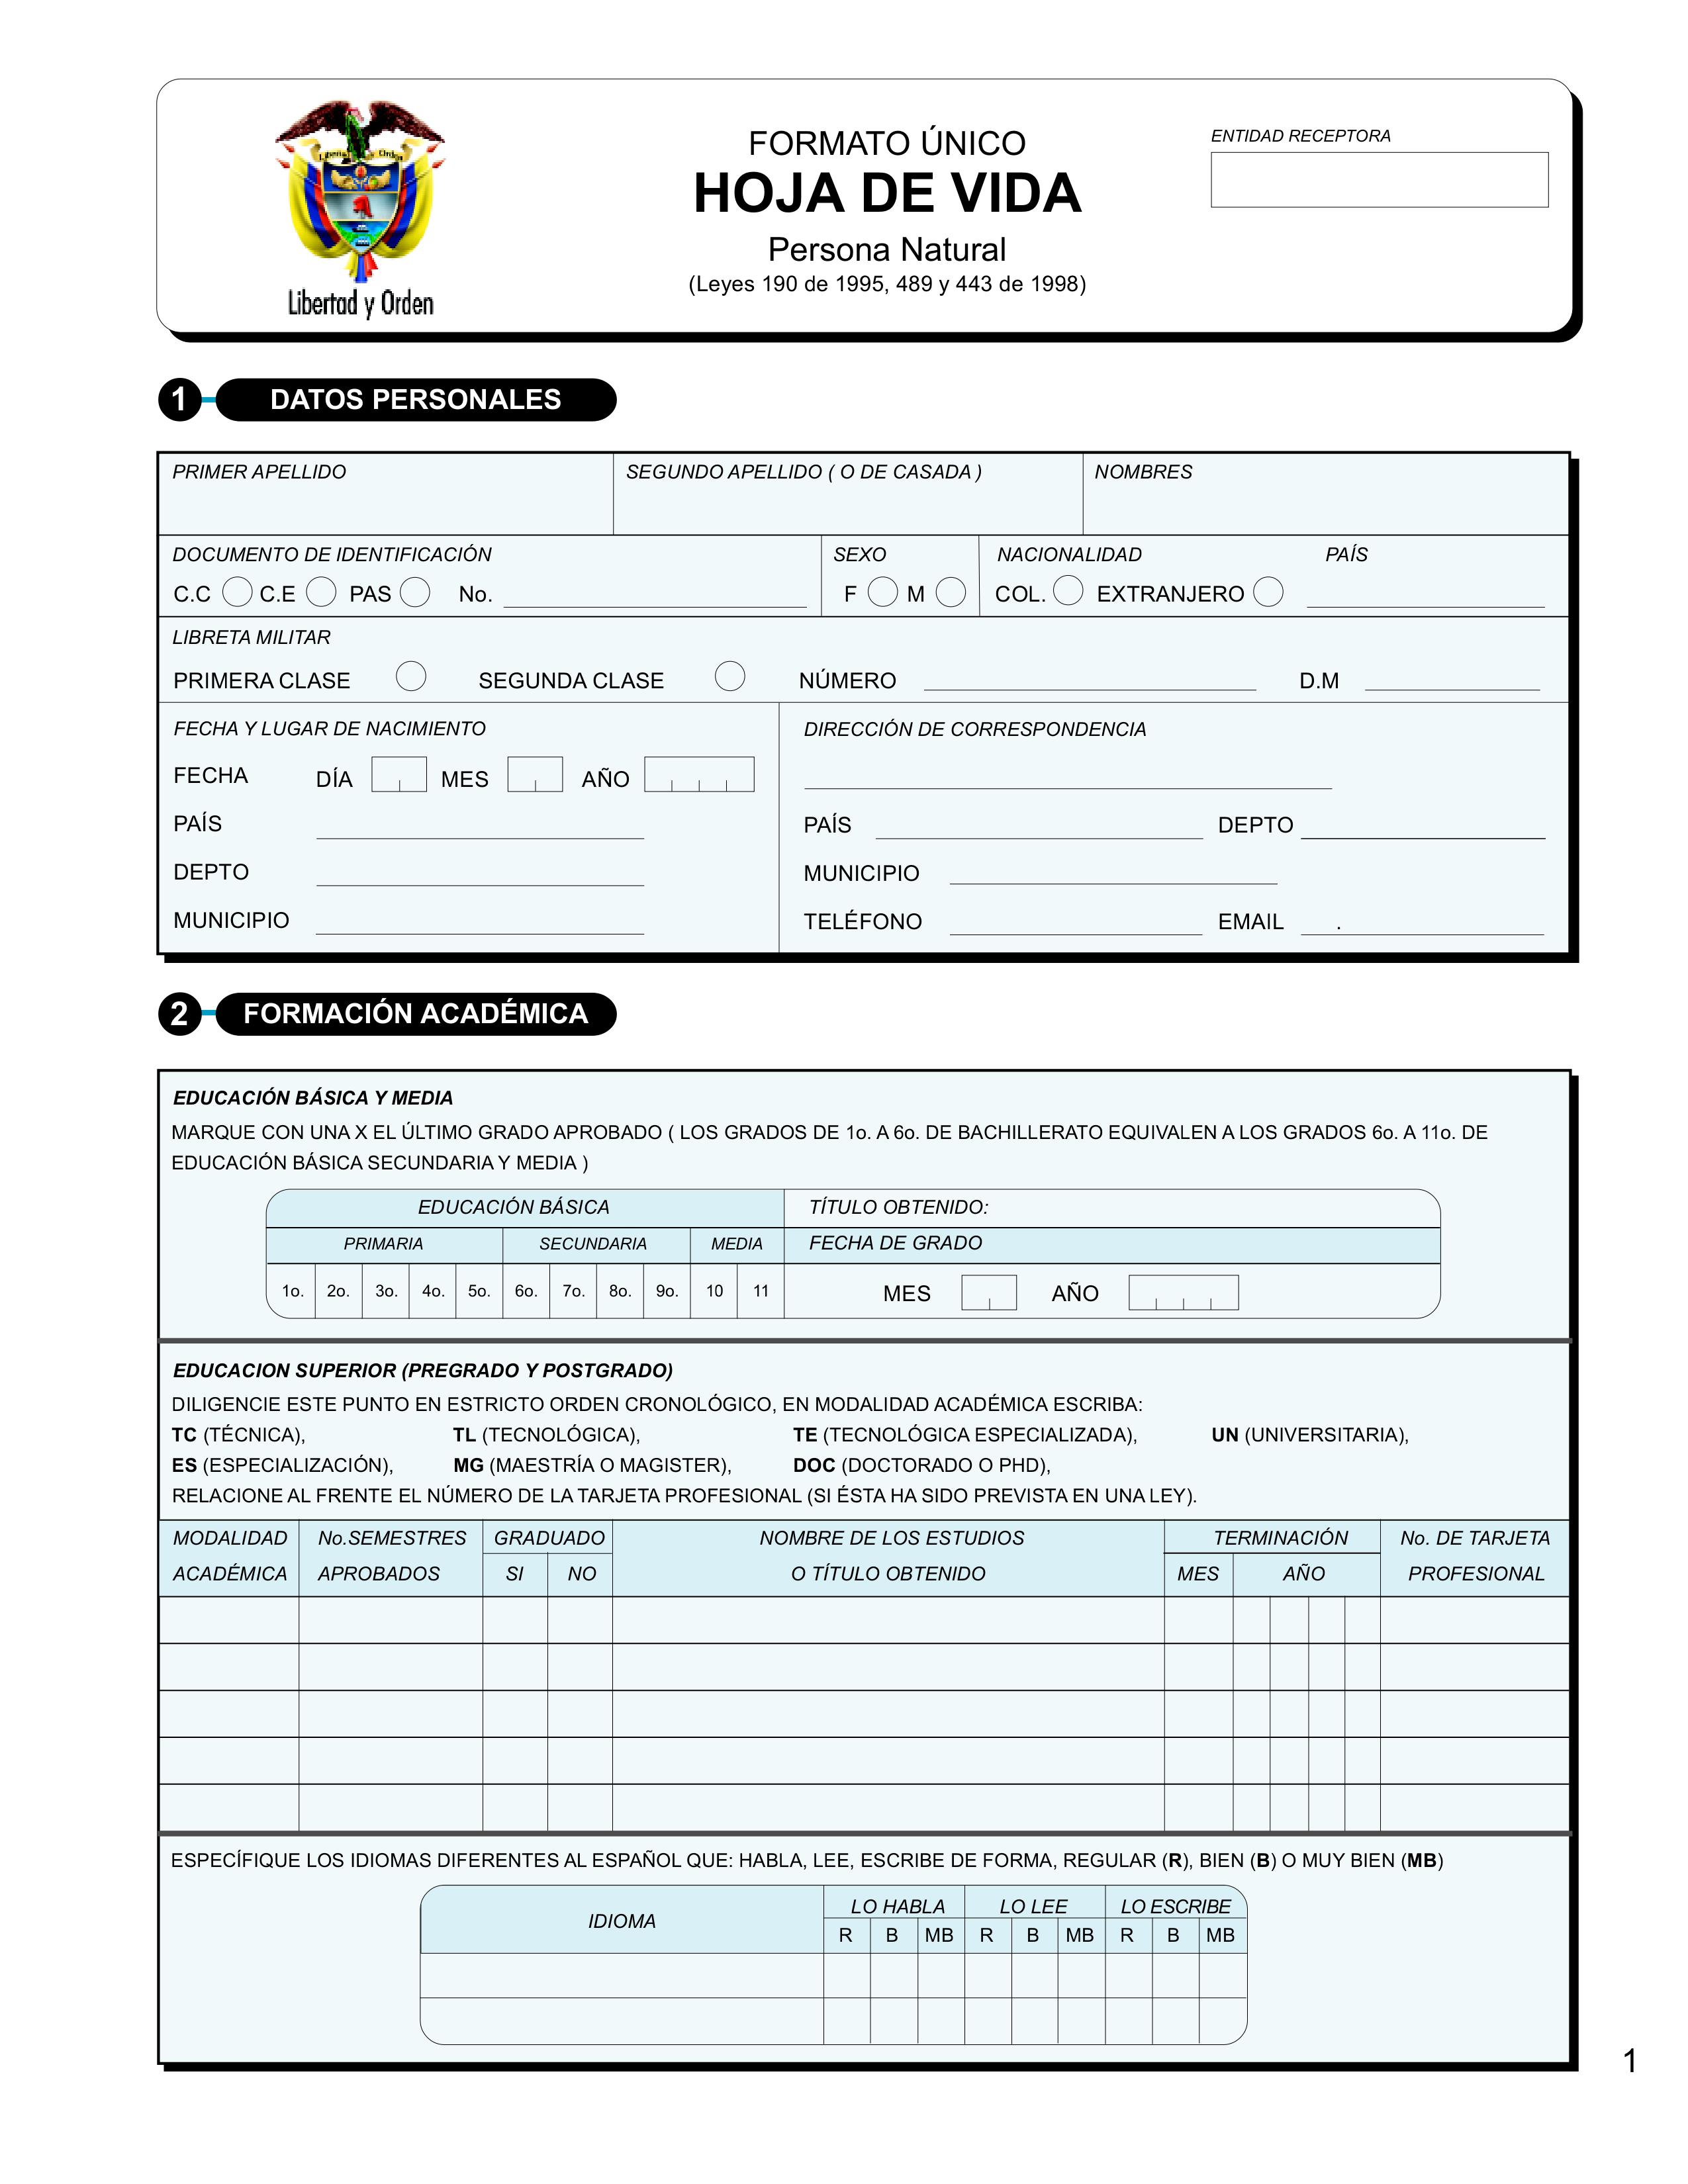 FORMATO ÚNICO
HOJA DE VIDA
Persona Natural
(Leyes 190 de 1995, 489 y 443 de 1998)
ENTIDAD RECEPTORA
Libertad y Orden
Libertad y Orden
1 DATOS PERSONALES
PRIMER APELLIDO SEGUNDO APELLIDO ( O DE CASADA ) NOMBRES
DOCUMENTO DE IDENTIFICACIÓN SEXO NACIONALIDAD PAÍS
C.C C.E PAS No. F M COL. EXTRANJERO
LIBRETA MILITAR
PRIMERA CLASE SEGUNDA CLASE NÚMERO D.M
FECHA Y LUGAR DE NACIMIENTO
FECHA DÍA MES AÑO
PAÍS
DEPTO
MUNICIPIO
DIRECCIÓN DE CORRESPONDENCIA
PAÍS DEPTO
MUNICIPIO
TELÉFONO EMAIL .
2 FORMACIÓN ACADÉMICA
EDUCACIÓN BÁSICA Y MEDIA
MARQUE CON UNA X EL ÚLTIMO GRADO APROBADO ( LOS GRADOS DE 1o. A 6o. DE BACHILLERATO EQUIVALEN A LOS GRADOS 6o. A 11o. DE
EDUCACIÓN BÁSICA SECUNDARIA Y MEDIA )
EDUCACIÓN BÁSICA TÍTULO OBTENIDO:
PRIMARIA SECUNDARIA MEDIA FECHA DE GRADO
1o. 2o. 3o. 4o. 5o. 6o. 7o. 8o. 9o. 10 11 MES AÑO
EDUCACION SUPERIOR (PREGRADO Y POSTGRADO)
DILIGENCIE ESTE PUNTO EN ESTRICTO ORDEN CRONOLÓGICO, EN MODALIDAD ACADÉMICA ESCRIBA:
TC (TÉCNICA), TL (TECNOLÓGICA), TE (TECNOLÓGICA ESPECIALIZADA), UN (UNIVERSITARIA),
ES (ESPECIALIZACIÓN), MG (MAESTRÍA O MAGISTER), DOC (DOCTORADO O PHD),
RELACIONE AL FRENTE EL NÚMERO DE LA TARJETA PROFESIONAL (SI ÉSTA HA SIDO PREVISTA EN UNA LEY).
MODALIDAD No.SEMESTRES GRADUADO NOMBRE DE LOS ESTUDIOS TERMINACIÓN No. DE TARJETA
ACADÉMICA APROBADOS SI NO O TÍTULO OBTENIDO MES AÑO PROFESIONAL
ESPECÍFIQUE LOS IDIOMAS DIFERENTES AL ESPAÑOL QUE: HABLA, LEE, ESCRIBE DE FORMA, REGULAR (R), BIEN (B) O MUY BIEN (MB)
IDIOMA LO HABLA LO LEE LO ESCRIBE
R B MB R B MB R B MB
1